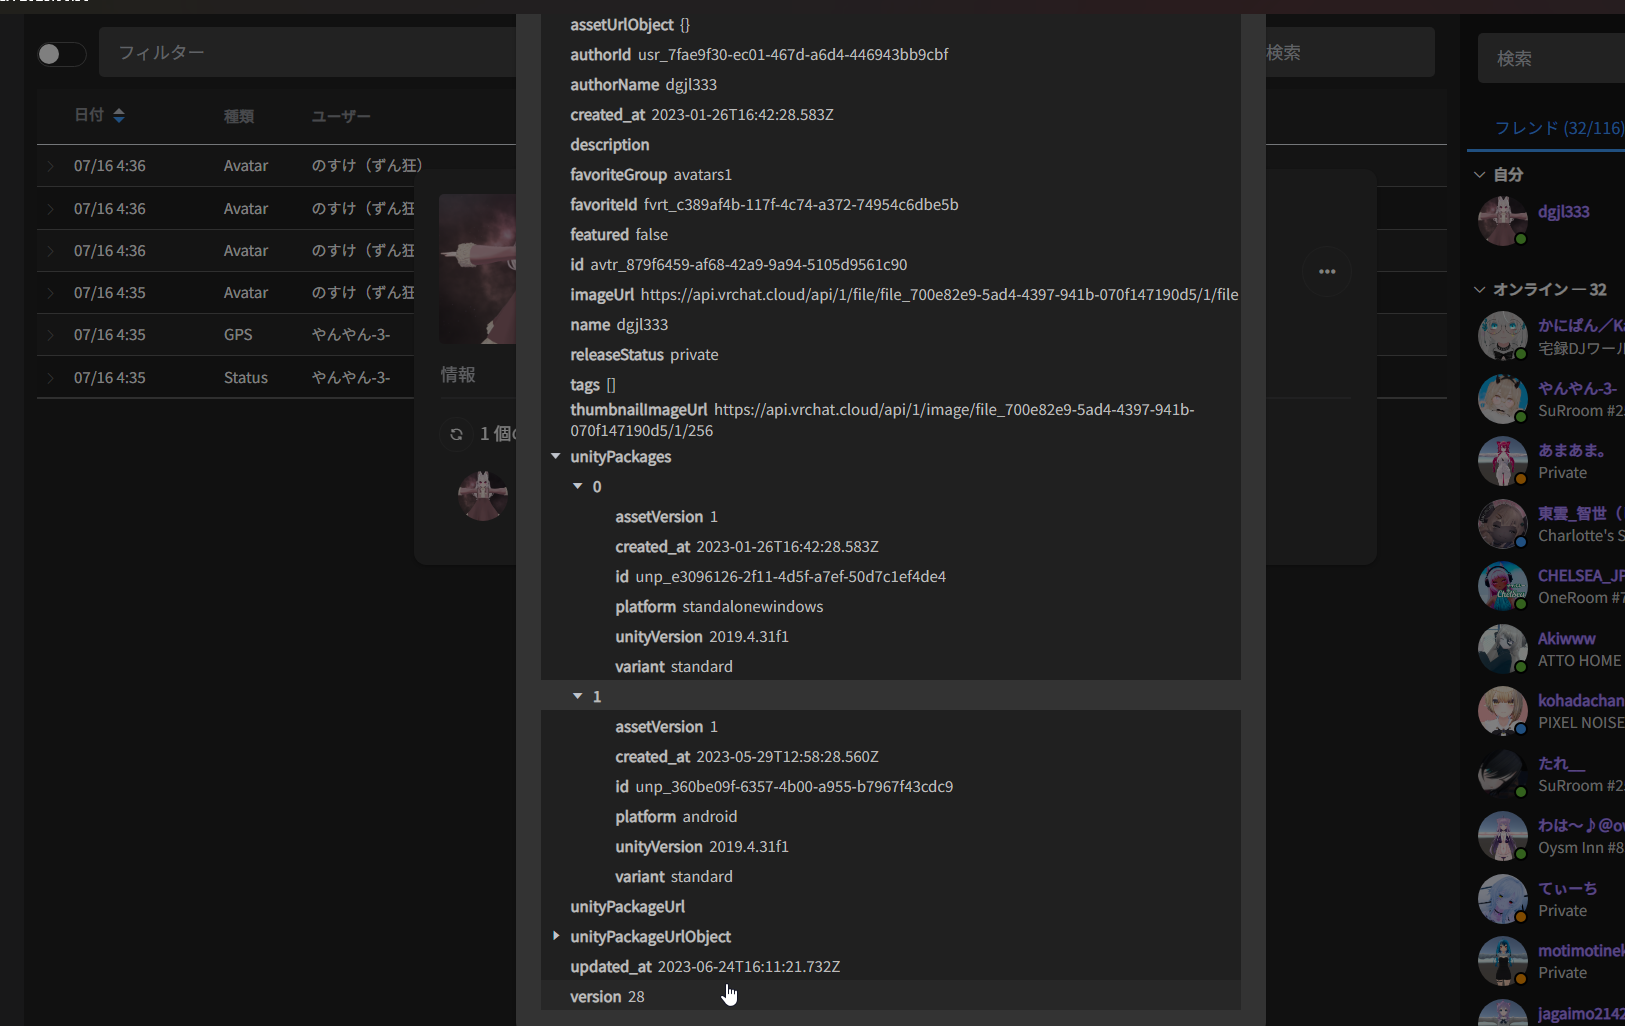 フィルター
日付 種類 ユーザー
07/16 4:36 Avatar のすけ（ずん狂）
07/16 4:36 Avatar のすけ（ずん狂
07/16 4:36 Avatar のすけ（ずん狂
07/16 4:35 Avatar のすけ（ずん狂
07/16 4:35 GPS やんやん-3-
07/16 4:35 Status やんやん-3-
情報
1 個
assetUrlObject {}
authorId usr_7fae9f30-ec01-467d-a6d4-446943bb9cbf
authorName dgjl333
created_at 2023-01-26T16:42:28.583Z
description
favoriteGroup avatars1
favoriteId fvrt_c389af4b-117f-4c74-a372-74954c6dbe5b
featured false
id avtr_879f6459-af68-42a9-9a94-5105d9561c90
imageUrl https://api.vrchat.cloud/api/1/file/file_700e82e9-5ad4-4397-941b-070f147190d5/1/file
name dgjl333
releaseStatus private
tags []
thumbnailImageUrl https://api.vrchat.cloud/api/1/image/file_700e82e9-5ad4-4397-941b-
070f147190d5/1/256
unityPackages
0
assetVersion 1
created_at 2023-01-26T16:42:28.583Z
id unp_e3096126-2f11-4d5f-a7ef-50d7c1ef4de4
platform standalonewindows
unityVersion 2019.4.31f1
variant standard
1
assetVersion 1
created_at 2023-05-29T12:58:28.560Z
id unp_360be09f-6357-4b00-a955-b7967f43cdc9
platform android
unityVersion 2019.4.31f1
variant standard
unityPackageUrl
unityPackageUrlObject
updated_at 2023-06-24T16:11:21.732Z
version 28
検索
検索
フレンド (32/116)
自分
dgjl333
オンライン — 32
かにぱん／Ka
宅録DJワール
やんやん-3-
SuRroom #2
あまあま。
Private
東雲_智世（
Charlotte's S
CHELSEA_JP
OneRoom #7
Akiwww
ATTO HOME
kohadachan
PIXEL NOISE
たれ__
SuRroom #2
わは～♪@ov
Oysm Inn #8
てぃーち
Private
motimotinek
Private
jagaimo2142